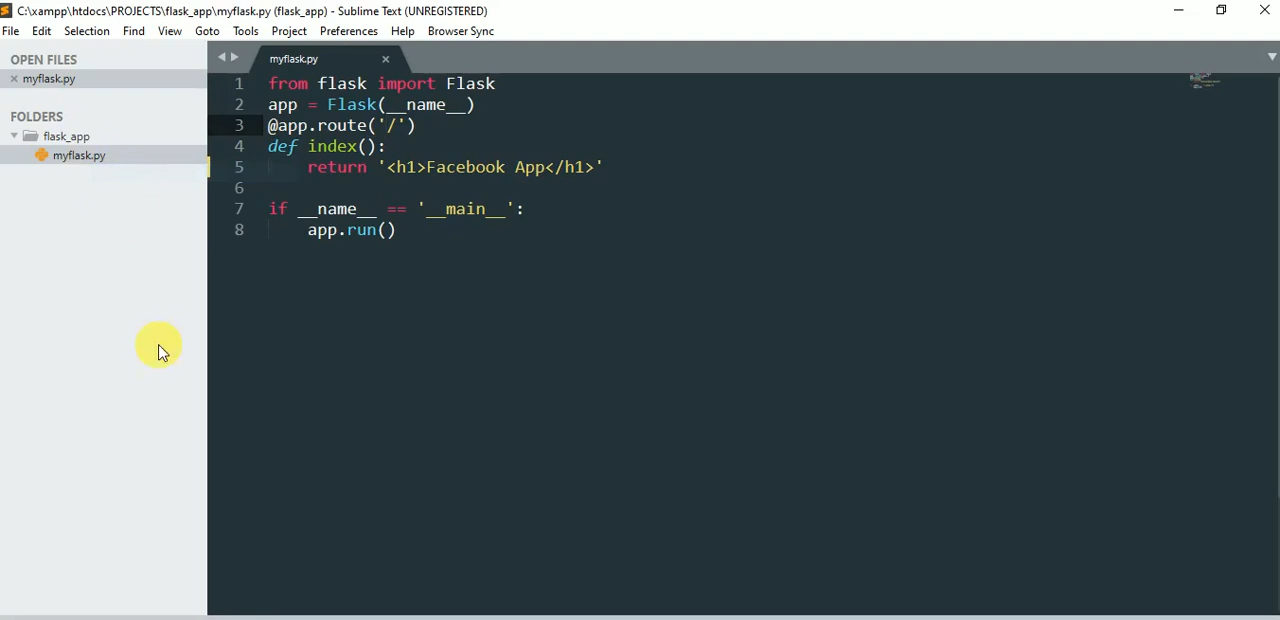 C:\xampp\htdocs\PROJECTS\flask_app\myflask.py (flask_app) - Sublime Text (UNREGISTERED)
File Edit Selection Find View Goto Tools Project Preferences Help Browser Sync
OPEN FILES
myflask.py
FOLDERS
flask_app
myflask.py
myflask.py
1 from flask import Flask
2 app = Flask(__name__)
3 @app.route('/')
4 def index():
5     return '<h1>Facebook App</h1>'
6
7 if __name__ == '__main__':
8     app.run()